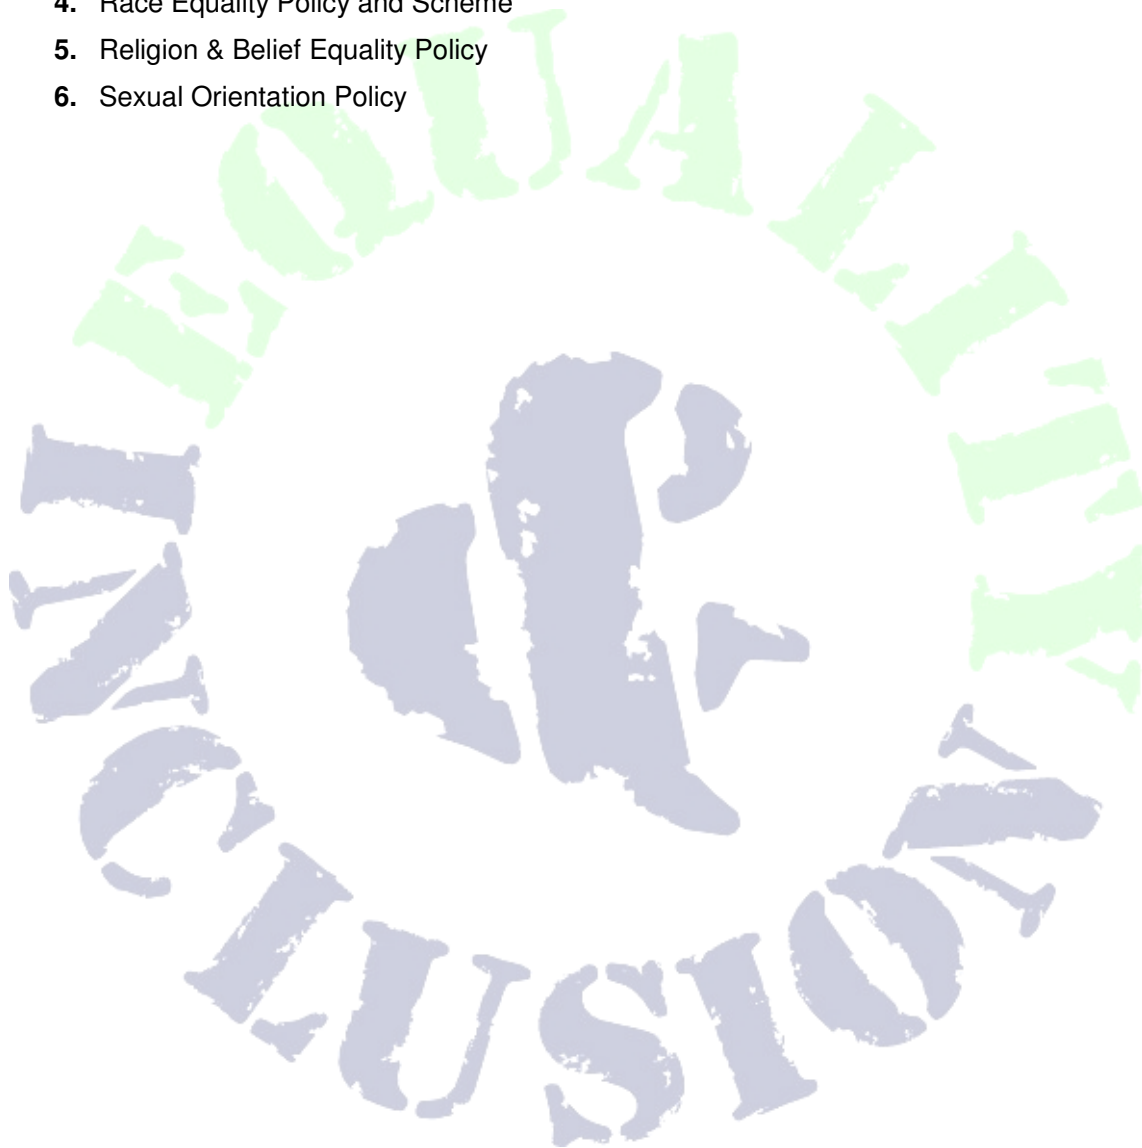 4. Race Equality Policy and Scheme
5. Religion & Belief Equality Policy
6. Sexual Orientation Policy
EQUALITY
&
INCLUSION